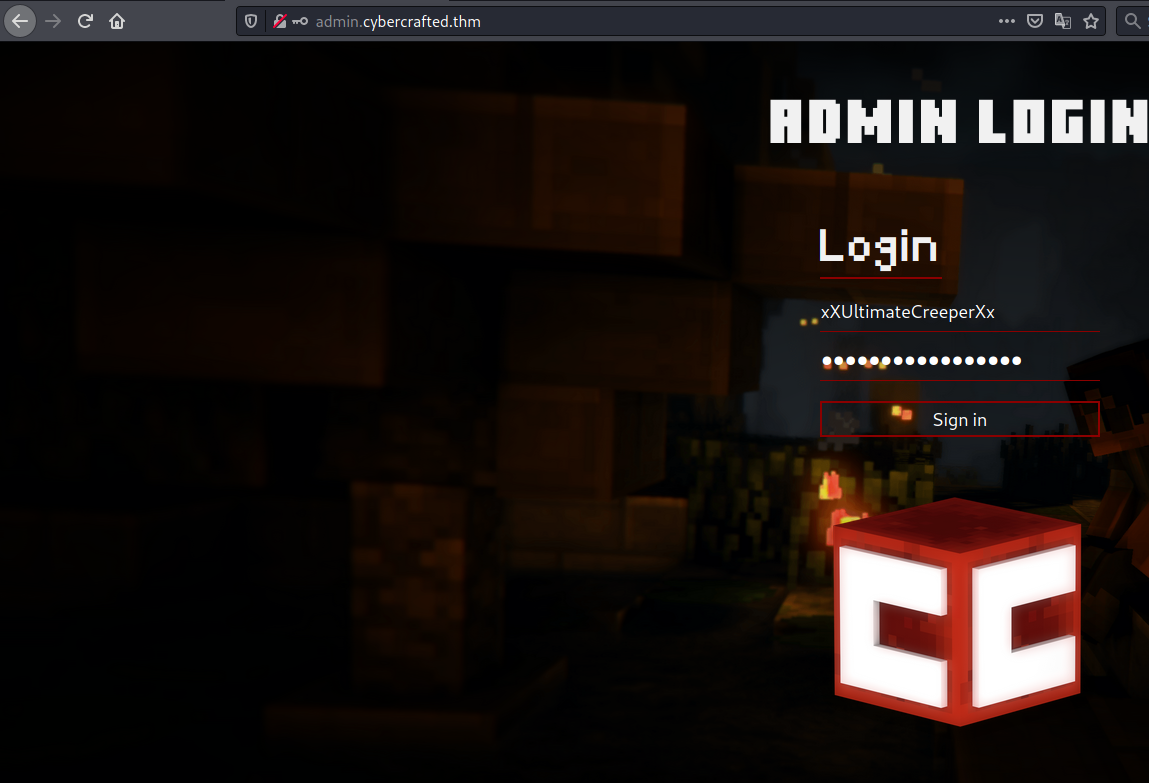 admin.cybercrafted.thm
ADMIN LOGIN
Login
xXUltimateCreeperXx
•••••••••••••••••
Sign in
CC